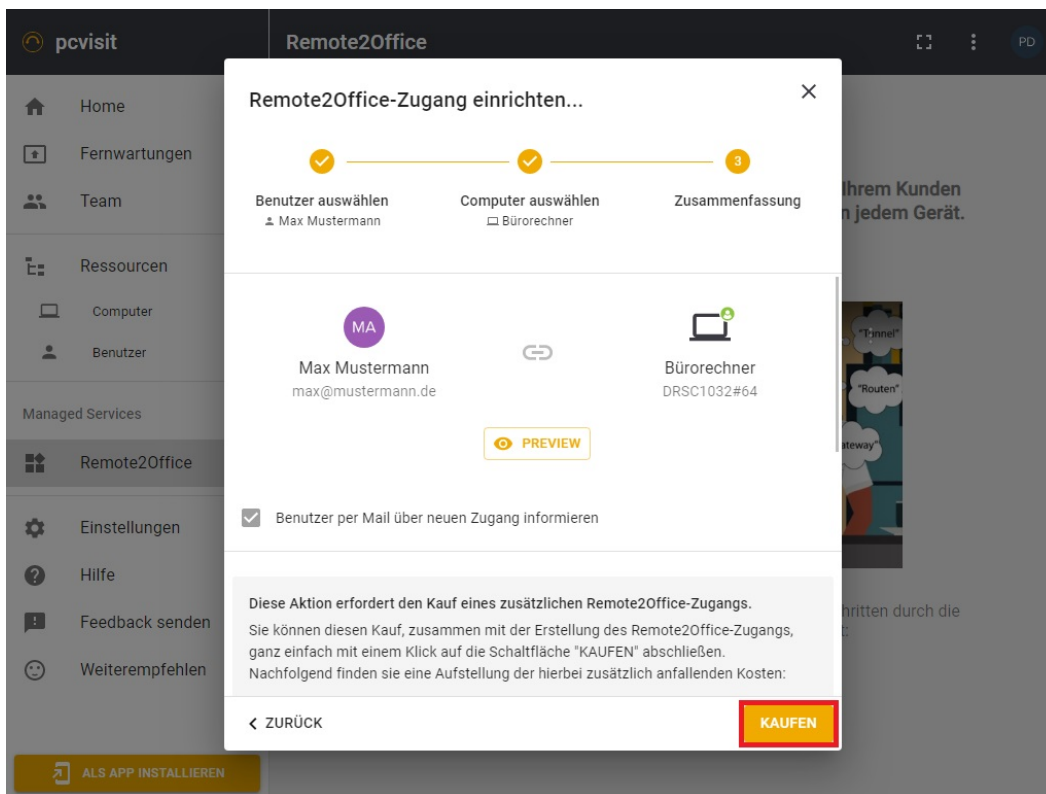 pcvisit
Remote2Office
PD
Home
Fernwartungen
Team
Ressourcen
Computer
Benutzer
Managed Services
Remote2Office
Einstellungen
Hilfe
Feedback senden
Weiterempfehlen
ALS APP INSTALLIEREN
Remote2Office-Zugang einrichten...
3
Benutzer auswählen
Max Mustermann
Computer auswählen
Bürorechner
Zusammenfassung
MA
Max Mustermann
max@mustermann.de
Bürorechner
DRSC1032#64
PREVIEW
Benutzer per Mail über neuen Zugang informieren
Diese Aktion erfordert den Kauf eines zusätzlichen Remote2Office-Zugangs.
Sie können diesen Kauf, zusammen mit der Erstellung des Remote2Office-Zugangs,
ganz einfach mit einem Klick auf die Schaltfläche "KAUFEN" abschließen.
Nachfolgend finden sie eine Aufstellung der hierbei zusätzlich anfallenden Kosten:
ZURÜCK
KAUFEN
Ihrem Kunden
jedem Gerät.
"Tunnel"
"Routen"
durch die